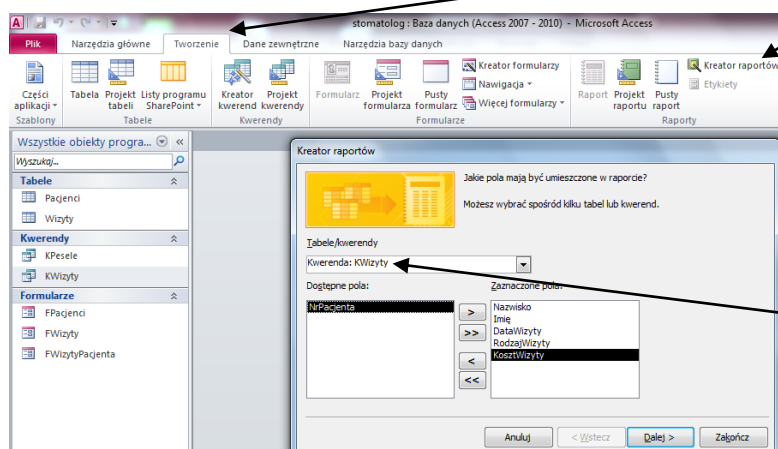 stomatolog : Baza danych (Access 2007 - 2010) - Microsoft Access
Plik Narzędzia główne Tworzenie Dane zewnętrzne Narzędzia bazy danych
Części aplikacji
Tabela
Projekt tabeli
Listy programu SharePoint
Kreator kwerend
Projekt kwerendy
Formularz
Projekt formularza
Pusty formularz
Kreator formularzy
Nawigacja
Więcej formularzy
Raport
Projekt raportu
Pusty raport
Kreator raportów
Etykiety
Szablony Tabele Kwerendy Formularze Raporty
Wszystkie obiekty progra...
Wyszukaj...
Tabele
Pacjenci
Wizyty
Kwerendy
KPesele
KWizyty
Formularze
FPacjenci
FWizyty
FWizytyPacjenta
Kreator raportów
Jakie pola mają być umieszczone w raporcie?
Możesz wybrać spośród kilku tabel lub kwerend.
Tabele/kwerendy
Kwerenda: KWizyty
Dostępne pola:
NrPacjenta
>
>>
<
<<
Zaznaczone pola:
Nazwisko
Imię
DataWizyty
RodzajWizyty
KosztWizyty
Anuluj < Wstecz Dalej > Zakończ